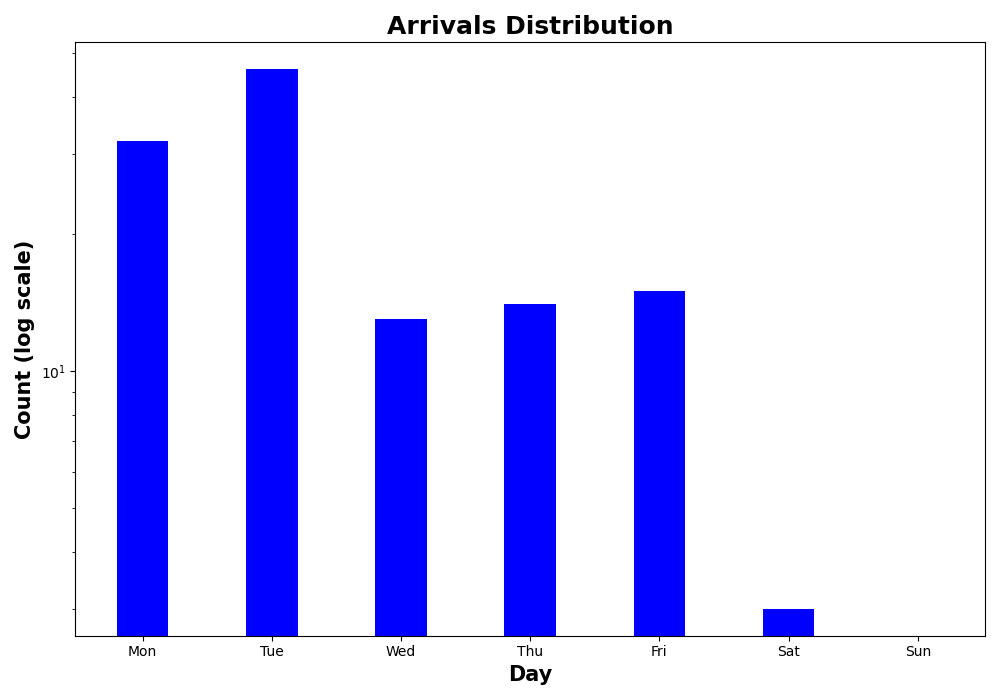 Arrivals Distribution
Count (log scale)
10¹
Mon Tue Wed Thu Fri Sat Sun
Day